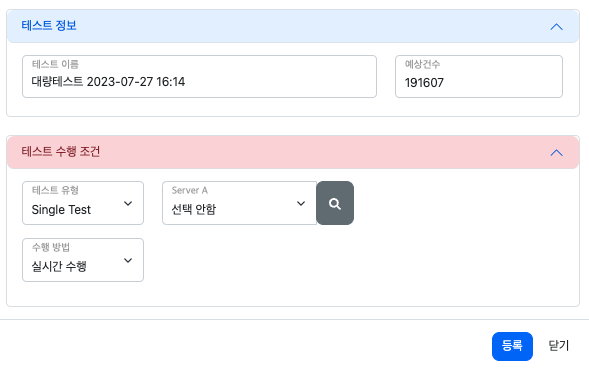 테스트 정보
테스트 이름
대량테스트 2023-07-27 16:14
예상건수
191607
테스트 수행 조건
테스트 유형
Single Test
Server A
선택 안함
수행 방법
실시간 수행
등록
닫기